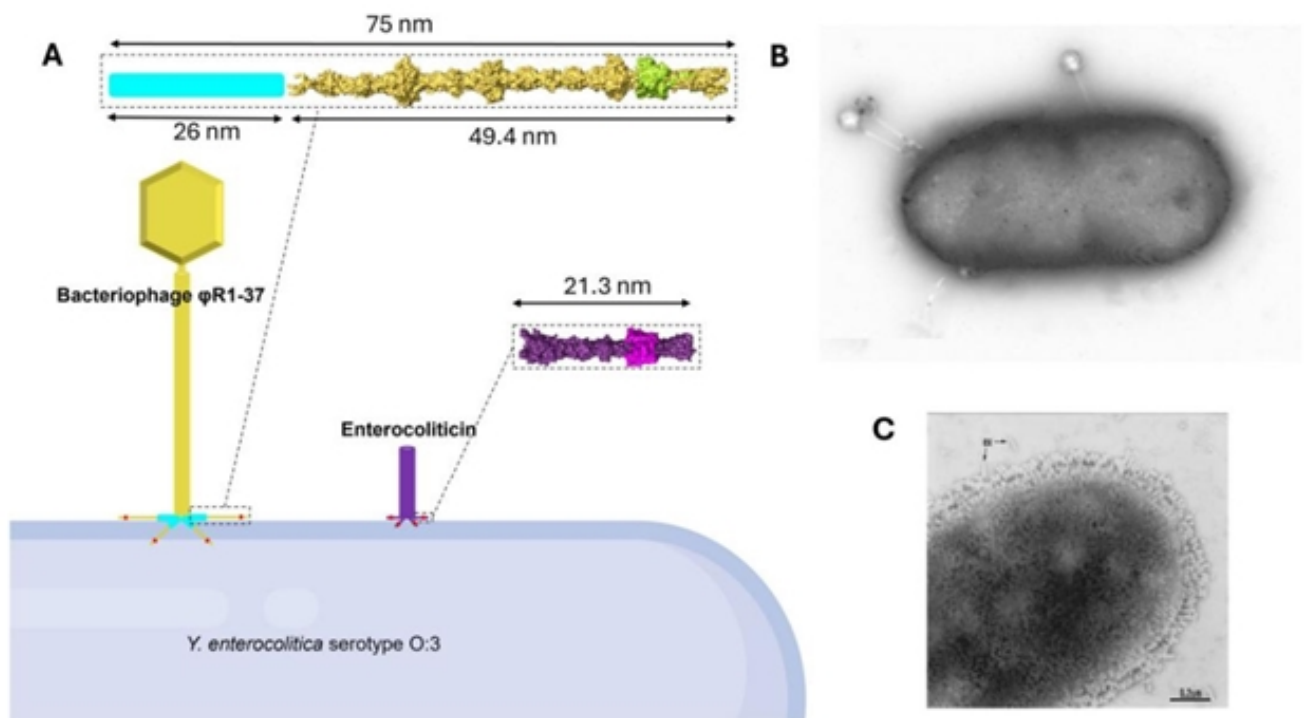 A
75 nm
26 nm
49.4 nm
Bacteriophage φR1-37
21.3 nm
Enterocoliticin
Y. enterocolitica serotype O:3
B
C